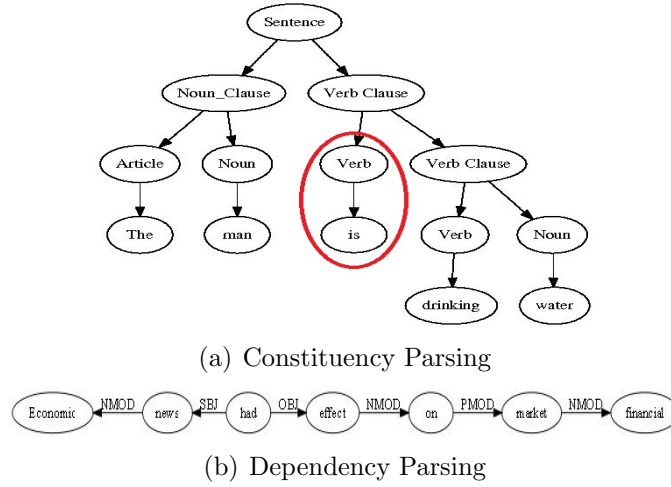 Sentence
Noun_Clause Verb Clause
Article Noun Verb Verb Clause
The man is Verb Noun
drinking water
(a) Constituency Parsing
Economic NMOD news SBJ had OBJ effect NMOD on PMOD market NMOD financial
(b) Dependency Parsing